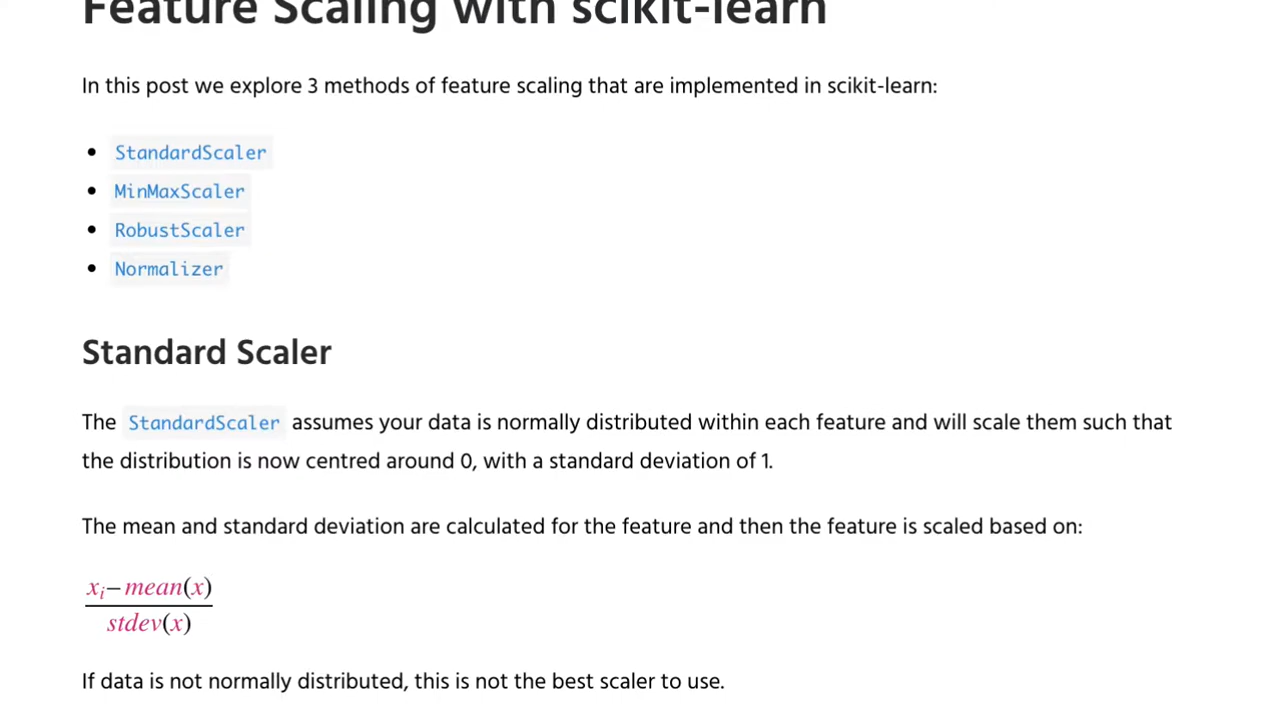 Feature Scaling with scikit-learn
In this post we explore 3 methods of feature scaling that are implemented in scikit-learn:
• StandardScaler
• MinMaxScaler
• RobustScaler
• Normalizer
Standard Scaler
The StandardScaler assumes your data is normally distributed within each feature and will scale them such that
the distribution is now centred around 0, with a standard deviation of 1.
The mean and standard deviation are calculated for the feature and then the feature is scaled based on:
xᵢ–mean(x)
stdev(x)
If data is not normally distributed, this is not the best scaler to use.